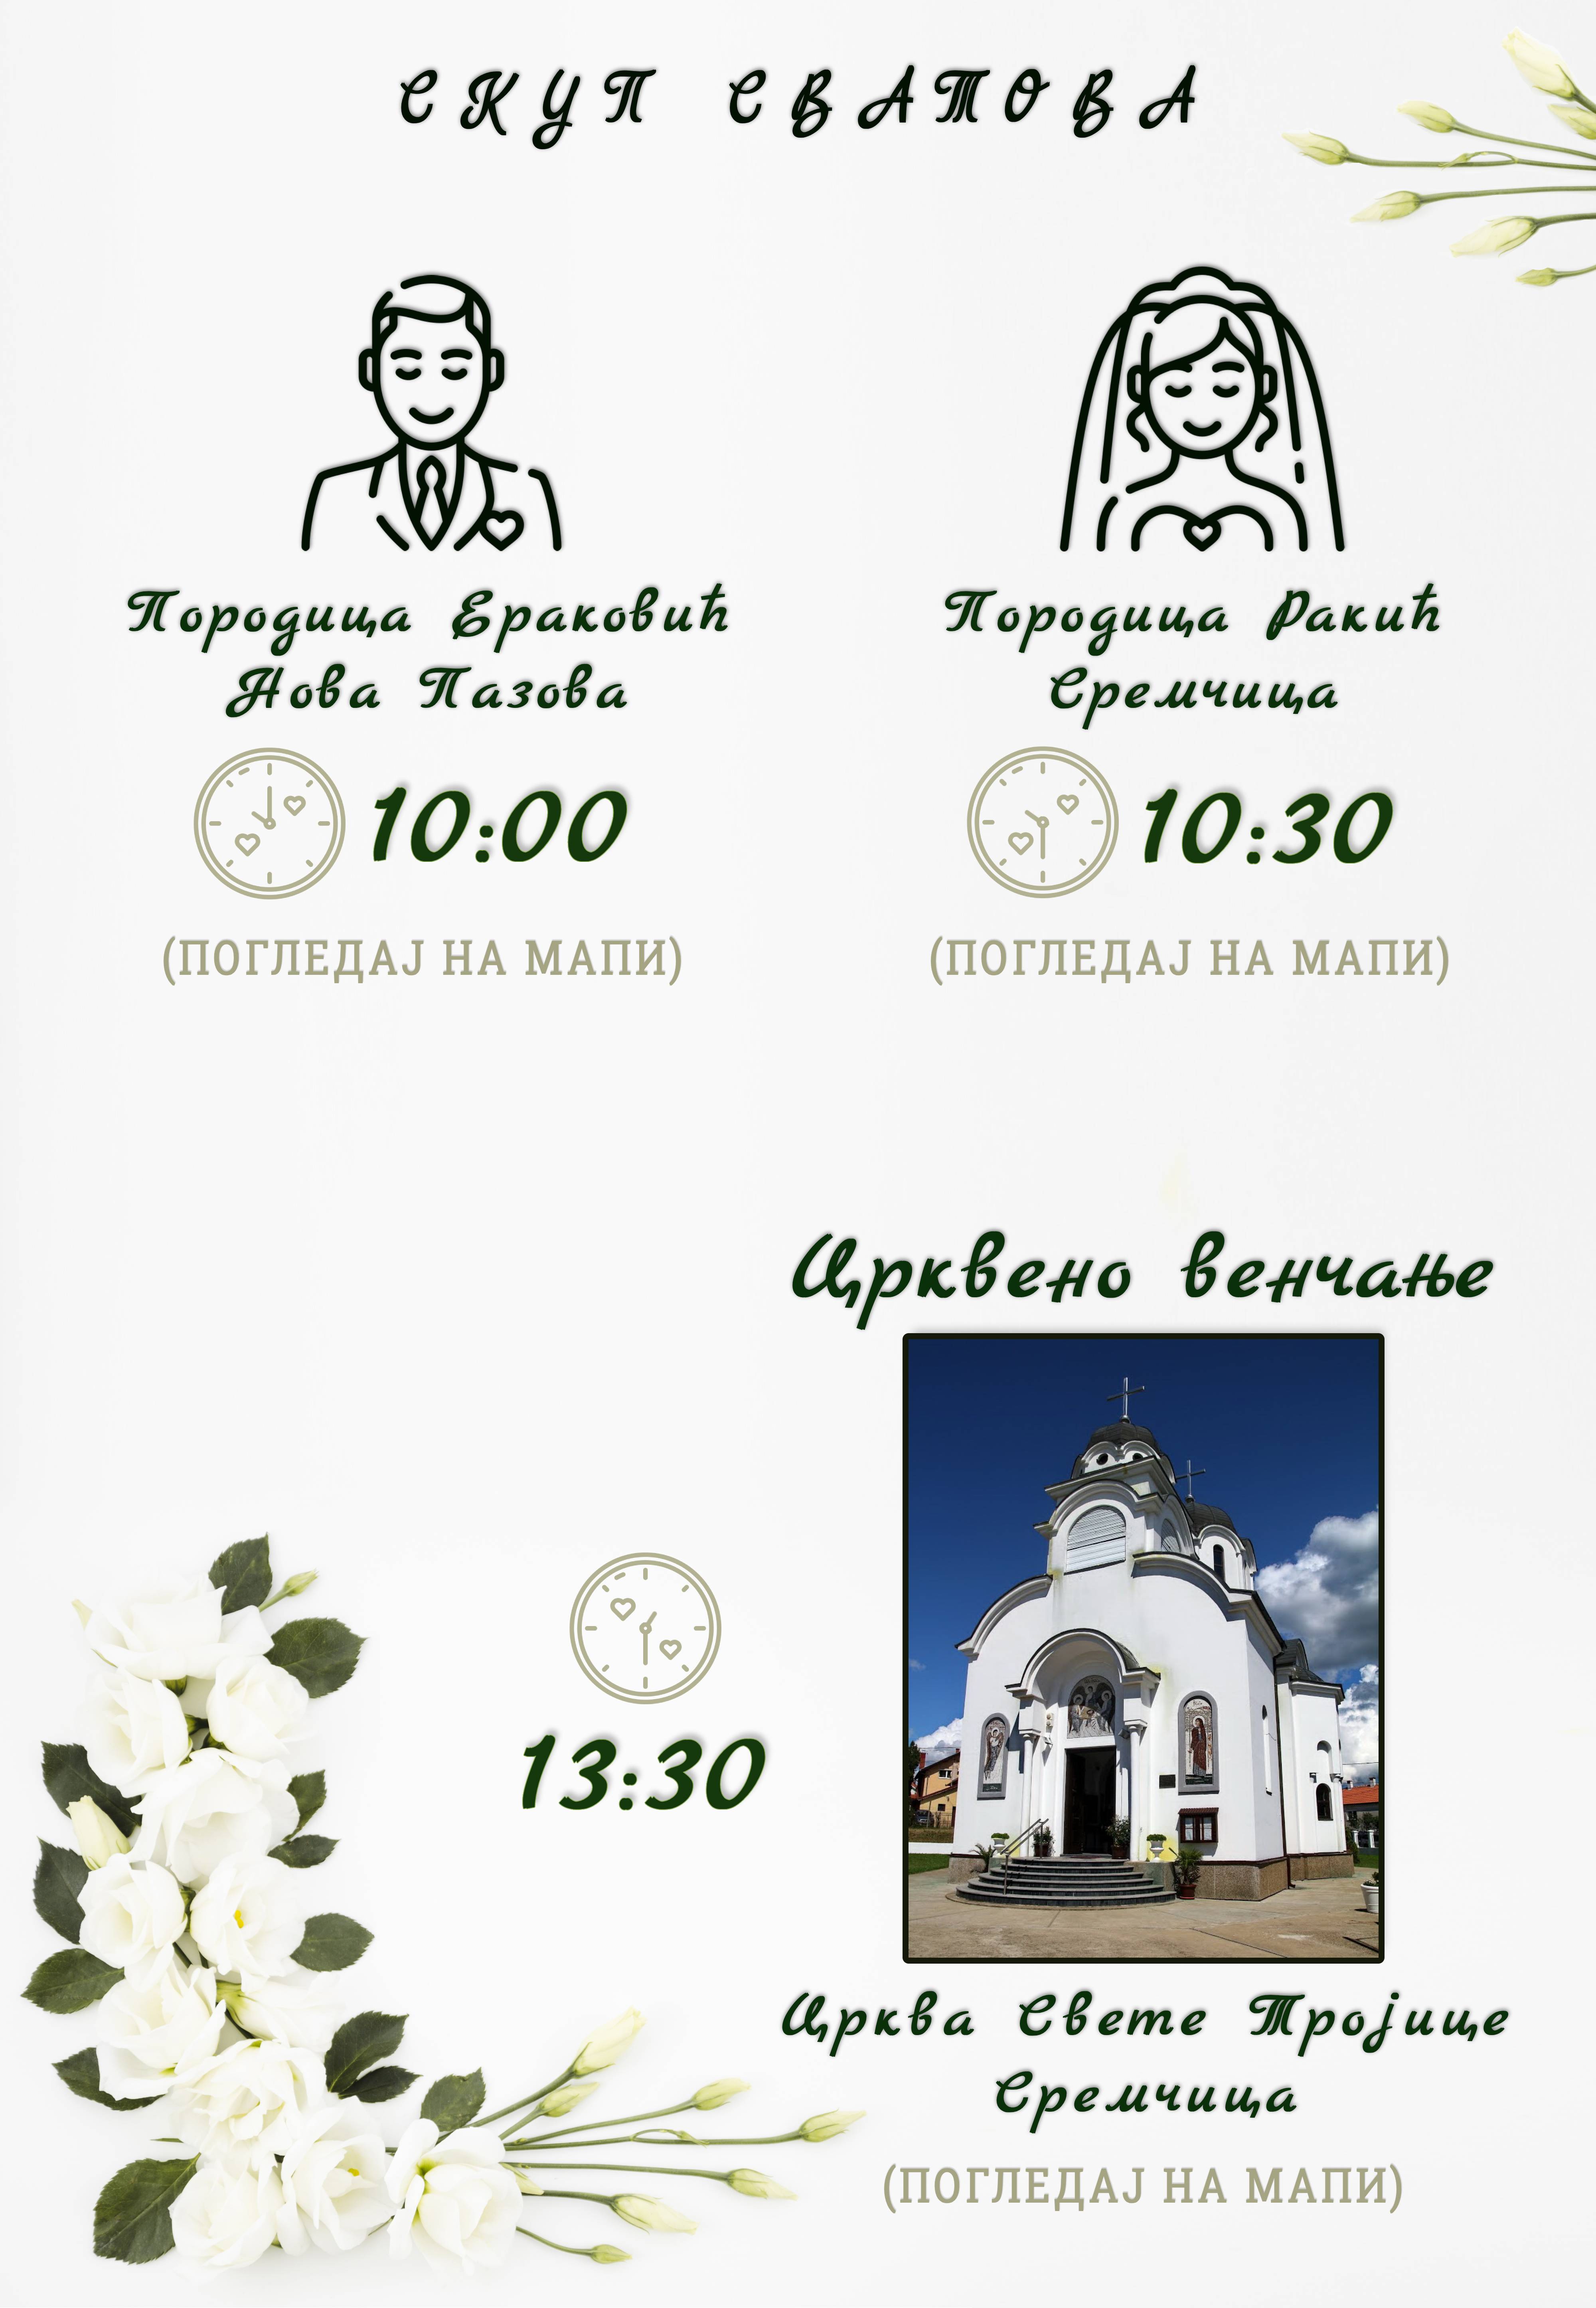 СКУП СВАТОВА
Породица Ераковић
Нова Пазова
10:00
(ПОГЛЕДАЈ НА МАПИ)
Породица Ракић
Сремчица
10:30
(ПОГЛЕДАЈ НА МАПИ)
Црквено венчање
13:30
Црква Свете Тројице
Сремчица
(ПОГЛЕДАЈ НА МАПИ)